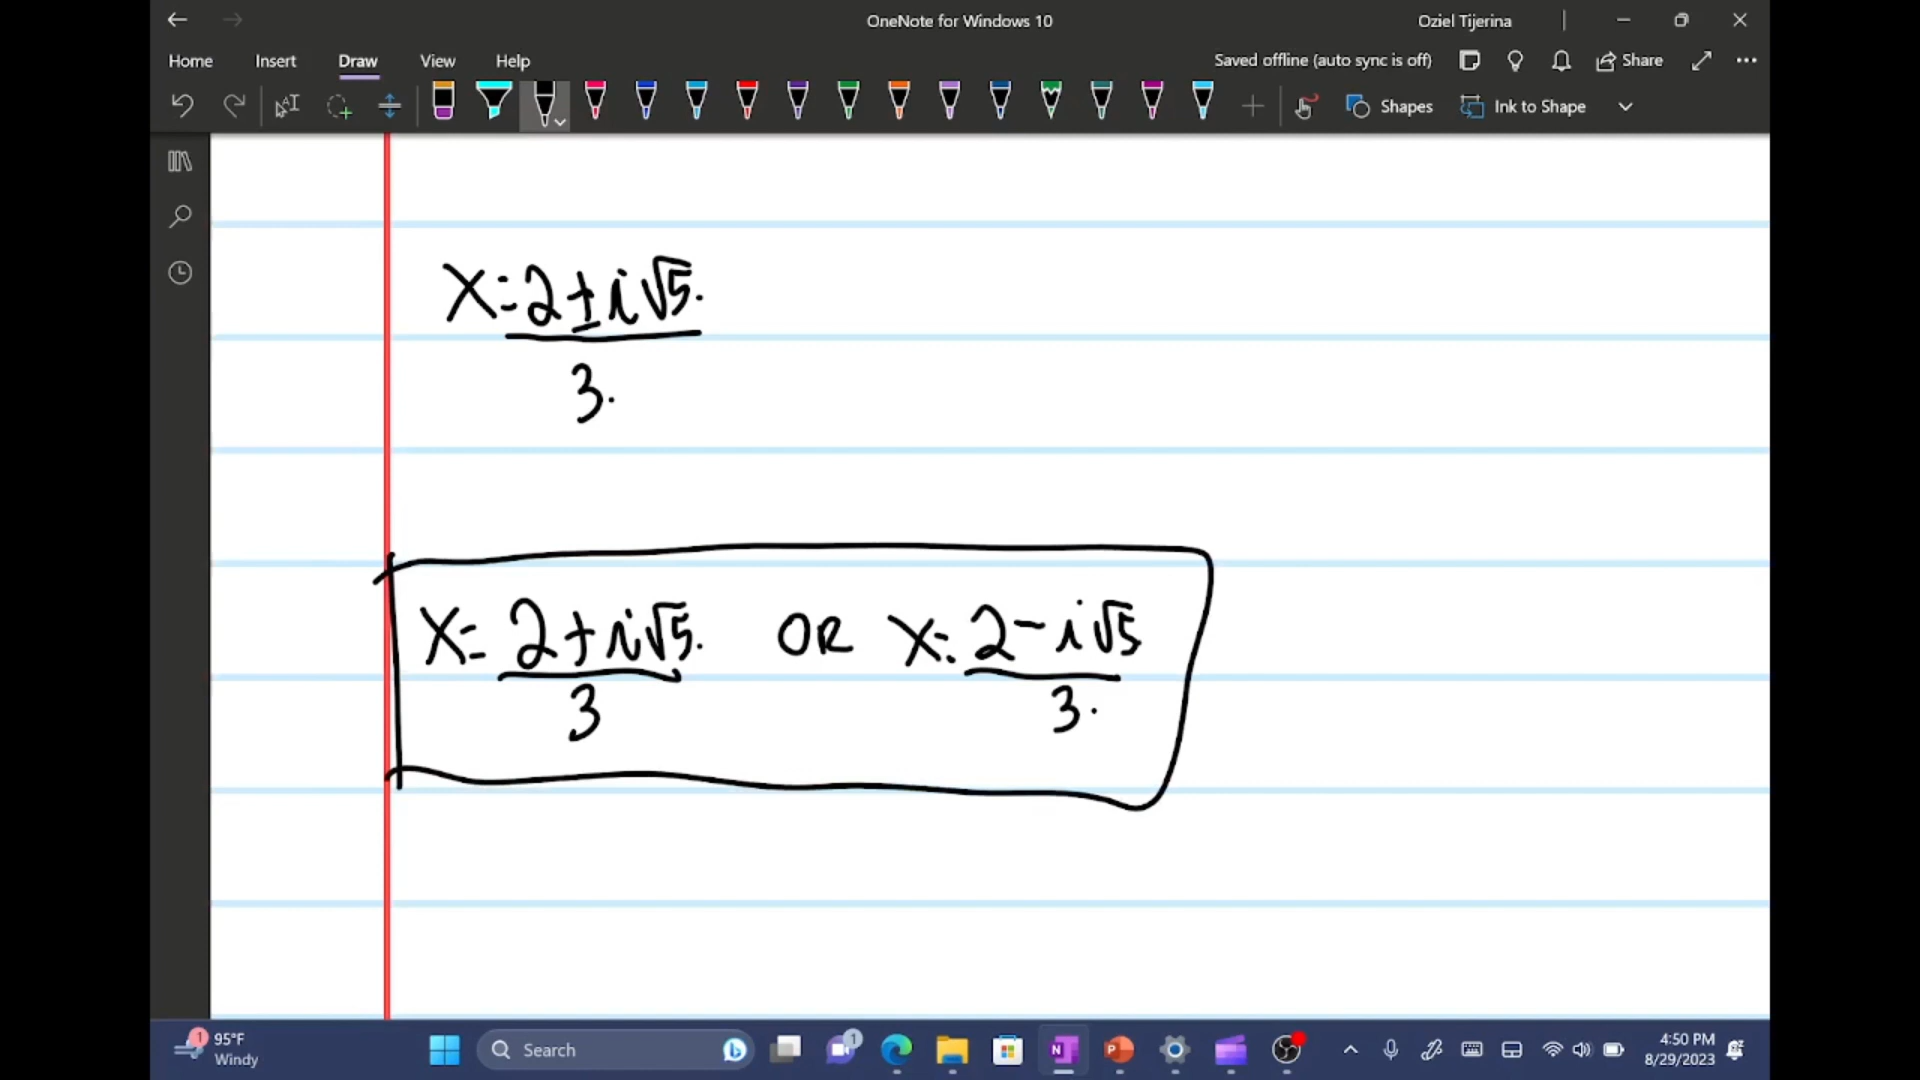 OneNote for Windows 10
Oziel Tijerina
Home Insert Draw View Help
Saved offline (auto sync is off)
Share
Shapes
Ink to Shape
x = 2 ± i√5.
3.
x = 2 + i√5. OR x = 2 - i√5
3 3.
1
95°F
Windy
Search
1
4:50 PM
8/29/2023